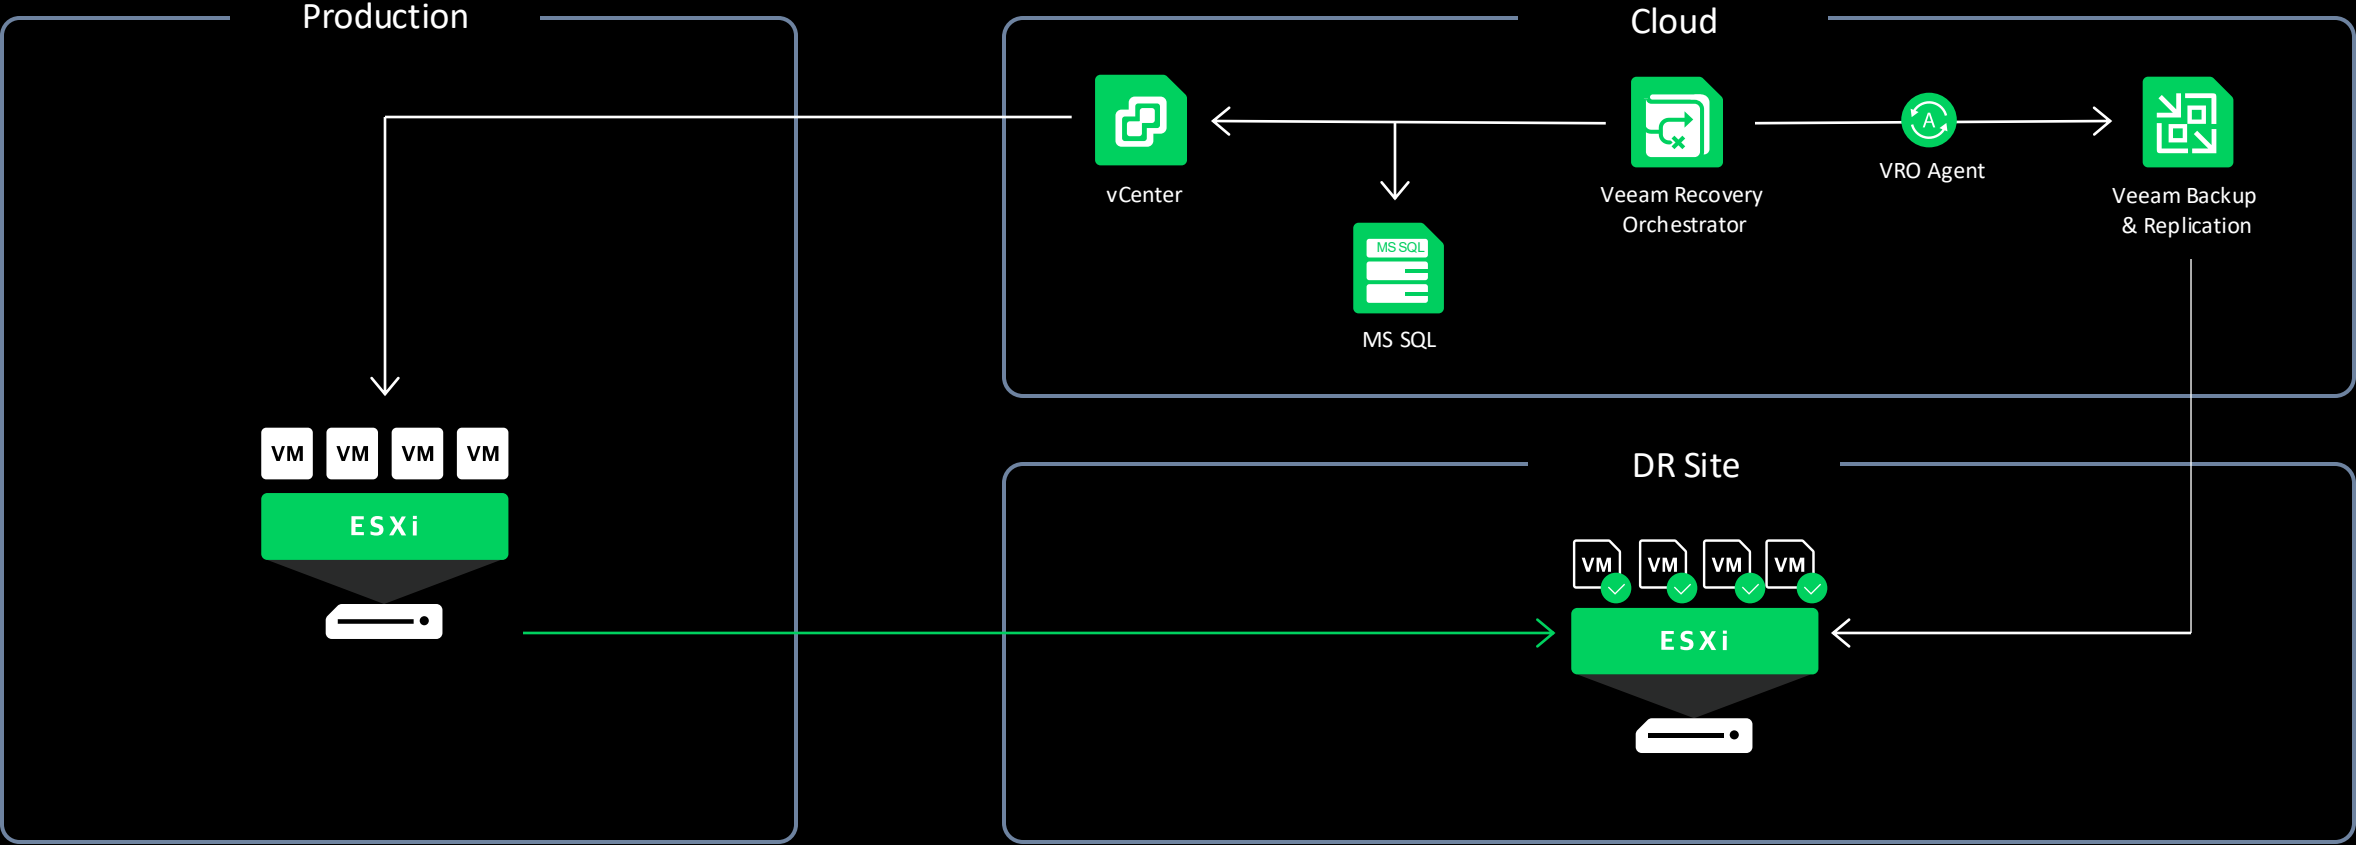 Production
Cloud
vCenter
Veeam Recovery
Orchestrator
A
VRO Agent
Veeam Backup
& Replication
MS SQL
MS SQL
VM VM VM VM
ESXi
DR Site
VM VM VM VM
ESXi